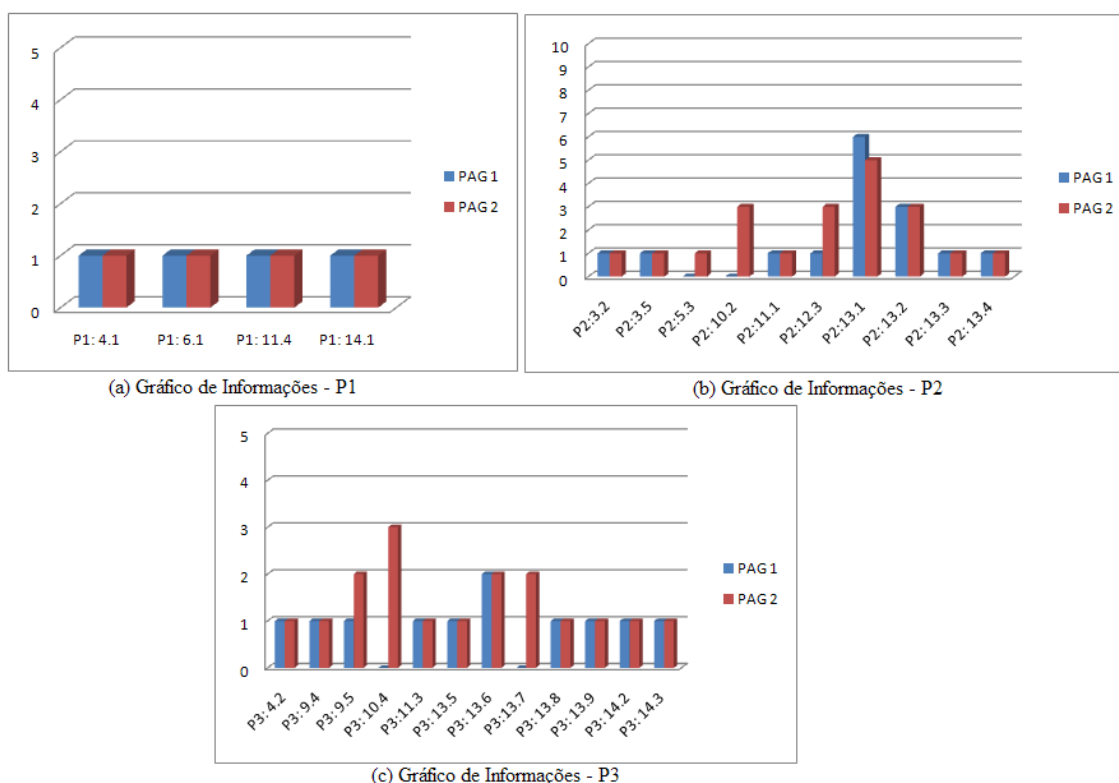 5
4
3
2
1
0
P1: 4.1 P1: 6.1 P1: 11.4 P1: 14.1
PAG 1
PAG 2
(a) Gráfico de Informações - P1
10
9
8
7
6
5
4
3
2
1
0
P2:3.2 P2:3.5 P2:5.3 P2: 10.2 P2:11.1 P2:12.3 P2:13.1 P2: 13.2 P2: 13.3 P2: 13.4
PAG 1
PAG 2
(b) Gráfico de Informações - P2
5
4
3
2
1
0
P3: 4.2 P3: 9.4 P3: 9.5 P3: 10.4 P3:11.3 P3: 13.5 P3: 13.6 P3:13.7 P3: 13.8 P3: 13.9 P3: 14.2 P3: 14.3
PAG 1
PAG 2
(c) Gráfico de Informações - P3